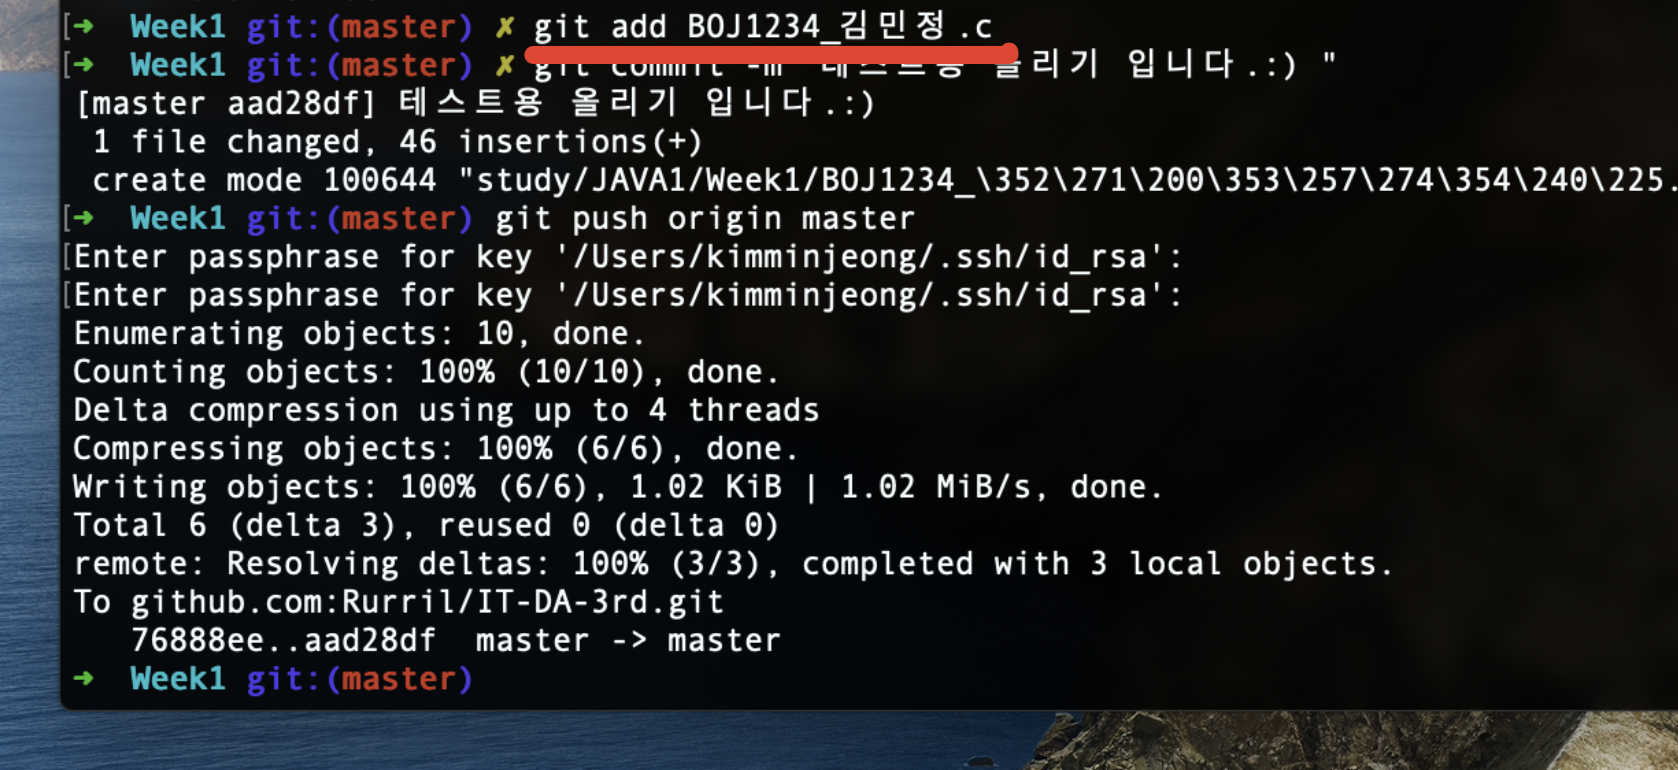 [→ Week1 git:(master) ✗ git add BOJ1234_김민정.c
[→ Week1 git:(master) ✗ git commit -m "테스트용 올리기 입니다.:) "
[master aad28df] 테스트용 올리기 입니다.:)
1 file changed, 46 insertions(+)
create mode 100644 "study/JAVA1/Week1/BOJ1234_\352\271\200\353\257\274\354\240\225.
[→ Week1 git:(master) git push origin master
[Enter passphrase for key '/Users/kimminjeong/.ssh/id_rsa':
[Enter passphrase for key '/Users/kimminjeong/.ssh/id_rsa':
Enumerating objects: 10, done.
Counting objects: 100% (10/10), done.
Delta compression using up to 4 threads
Compressing objects: 100% (6/6), done.
Writing objects: 100% (6/6), 1.02 KiB | 1.02 MiB/s, done.
Total 6 (delta 3), reused 0 (delta 0)
remote: Resolving deltas: 100% (3/3), completed with 3 local objects.
To github.com:Rurril/IT-DA-3rd.git
76888ee..aad28df master -> master
→ Week1 git:(master)